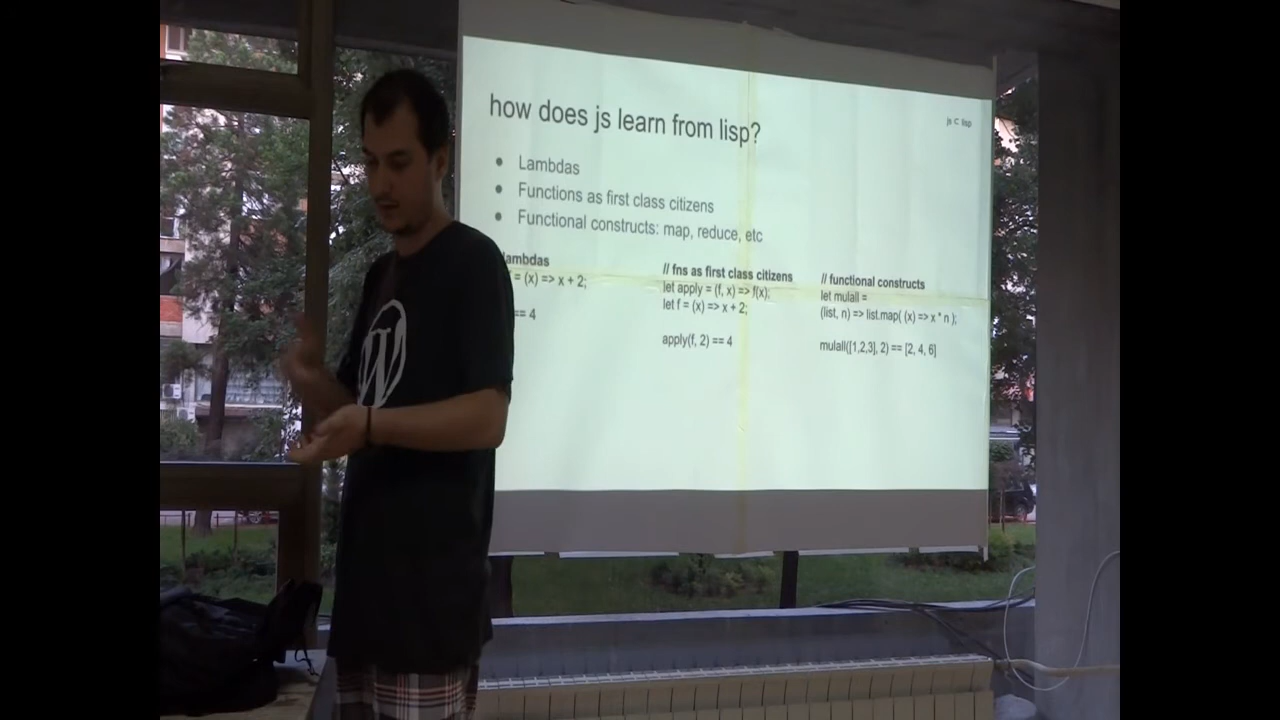 how does js learn from lisp?
js ⊂ lisp
● Lambdas
● Functions as first class citizens
● Functional constructs: map, reduce, etc
lambdas
= (x) => x + 2;
== 4
// fns as first class citizens
let apply = (f, x) => f(x);
let f = (x) => x + 2;
apply(f, 2) == 4
// functional constructs
let mulall =
(list, n) => list.map( (x) => x * n );
mulall([1,2,3], 2) == [2, 4, 6]
W